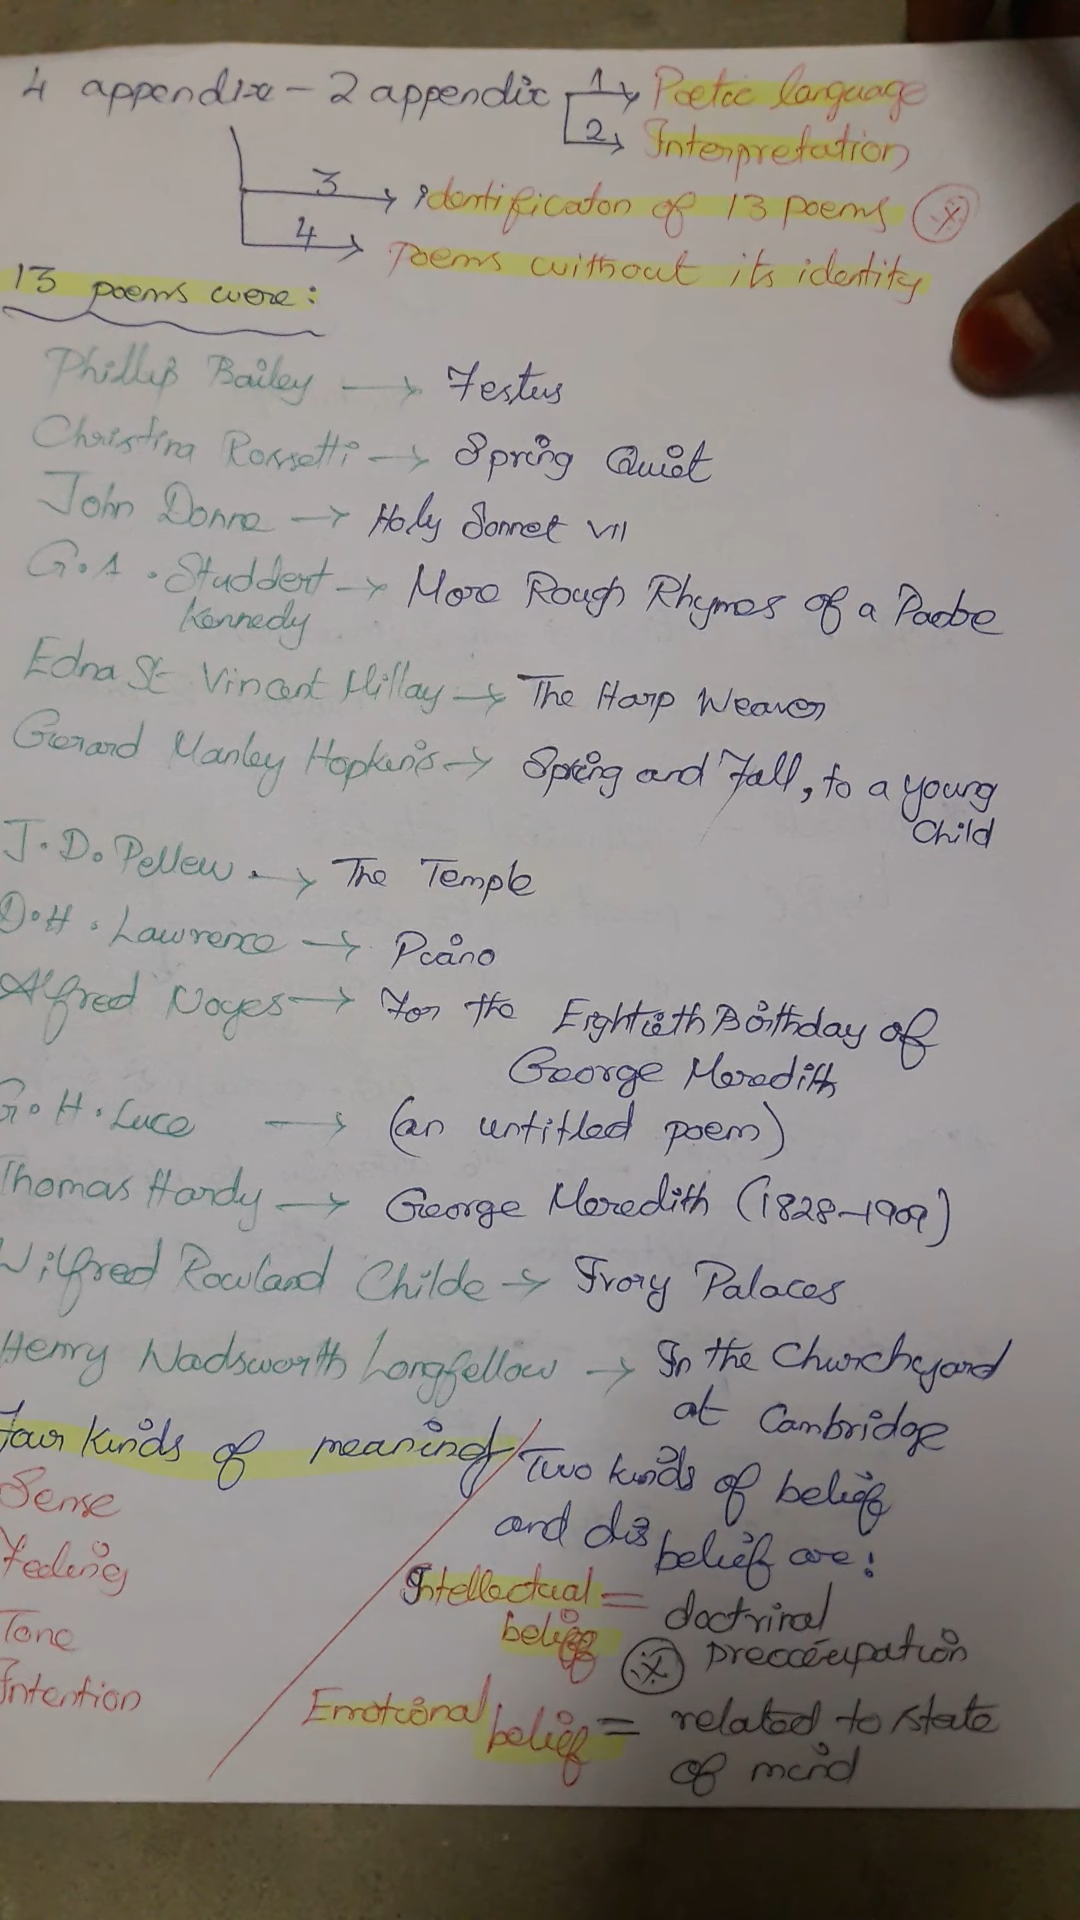 4 appendix - 2 appendix 1 → Poetic language
2 → Interpretation
3 → identificaton of 13 poems
4 → poems without its identity
13 poems were:
Phillip Bailey → Festus
Christina Rossetti → Spring Quiet
John Donne → Holy Sonnet VII
G.A. Studdert Kennedy → More Rough Rhymes of a Padre
Edna St Vincent Millay → The Harp Weaver
Gerard Manley Hopkins → Spring and Fall, to a young
child
J.D. Pellew. → The Temple
D.H. Lawrence → Piano
Alfred Noyes → For the Eightieth Birthday of
George Meredith
G.H. Luce → (an untitled poem)
Thomas Hardy → George Meredith (1828-1909)
Wilfred Rowland Childe → Ivory Palaces
Henry Wadsworth Longfellow → In the Churchyard
at Cambridge
Four kinds of meaning
Sense
Feeling
Tone
Intention
Two kinds of belief
and dis belief are:
Intellectual belief = doctrinal
preoccupation
Emotional belief = related to state
of mind